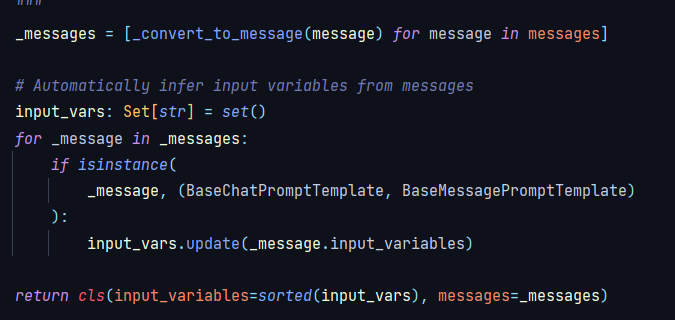 _messages = [_convert_to_message(message) for message in messages]
# Automatically infer input variables from messages
input_vars: Set[str] = set()
for _message in _messages:
    if isinstance(
        _message, (BaseChatPromptTemplate, BaseMessagePromptTemplate)
    ):
        input_vars.update(_message.input_variables)
return cls(input_variables=sorted(input_vars), messages=_messages)